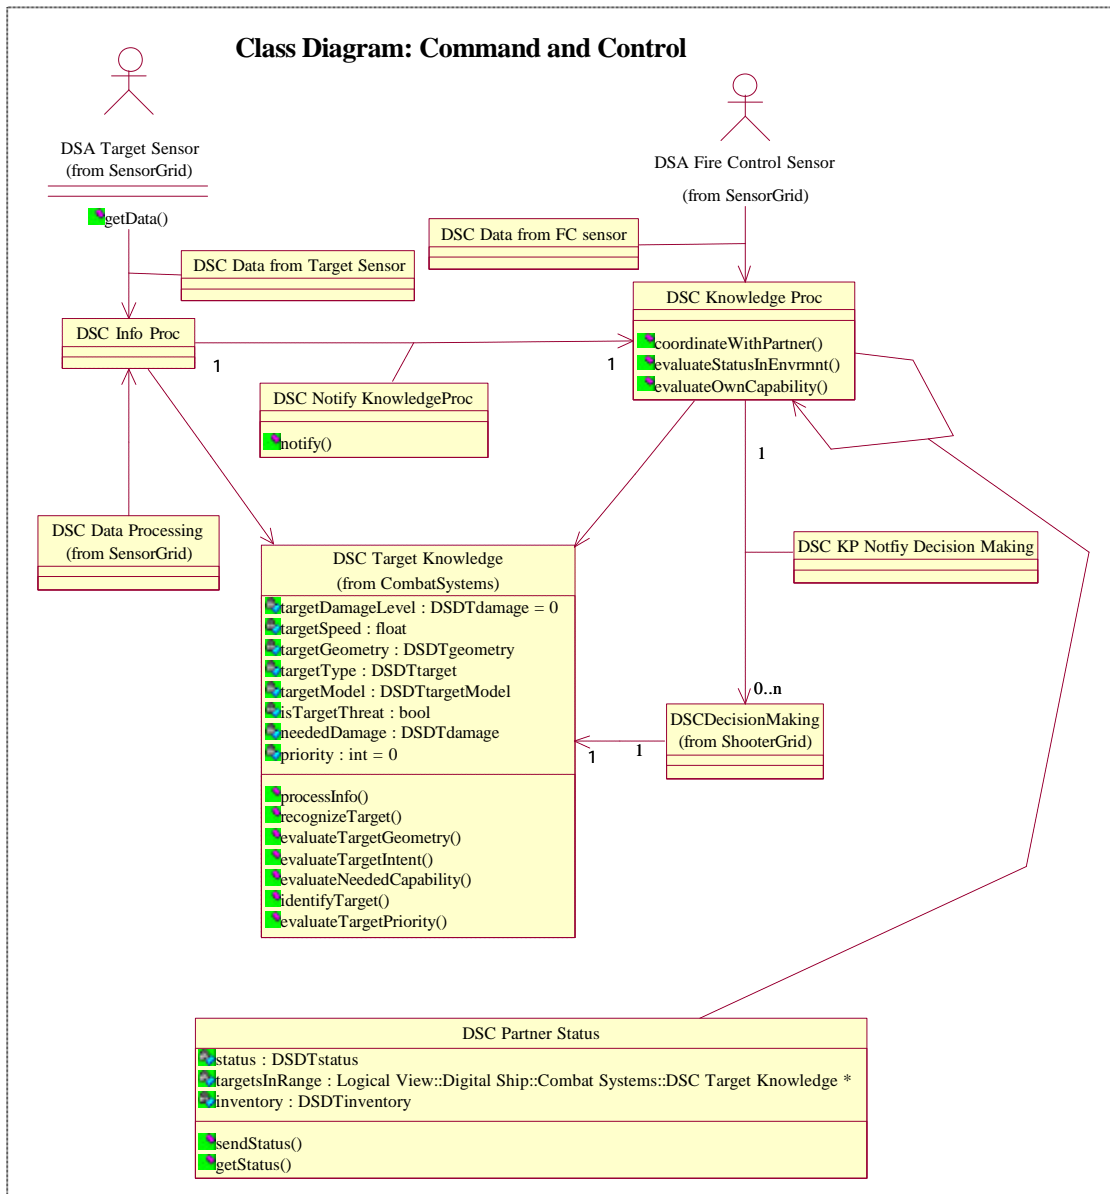 Class Diagram: Command and Control
DSA Target Sensor
(from SensorGrid)
getData()
DSA Fire Control Sensor
(from SensorGrid)
DSC Data from FC sensor
DSC Data from Target Sensor
DSC Knowledge Proc
coordinateWithPartner()
evaluateStatusInEnvrmnt()
evaluateOwnCapability()
DSC Info Proc
1
1
DSC Notify KnowledgeProc
notify()
1
DSC Data Processing
(from SensorGrid)
DSC KP Notfiy Decision Making
DSC Target Knowledge
(from CombatSystems)
targetDamageLevel : DSDTdamage = 0
targetSpeed : float
targetGeometry : DSDTgeometry
targetType : DSDTtarget
targetModel : DSDTtargetModel
isTargetThreat : bool
neededDamage : DSDTdamage
priority : int = 0
processInfo()
recognizeTarget()
evaluateTargetGeometry()
evaluateTargetIntent()
evaluateNeededCapability()
identifyTarget()
evaluateTargetPriority()
0..n
DSCDecisionMaking
(from ShooterGrid)
1
1
DSC Partner Status
status : DSDTstatus
targetsInRange : Logical View::Digital Ship::Combat Systems::DSC Target Knowledge *
inventory : DSDTinventory
sendStatus()
getStatus()